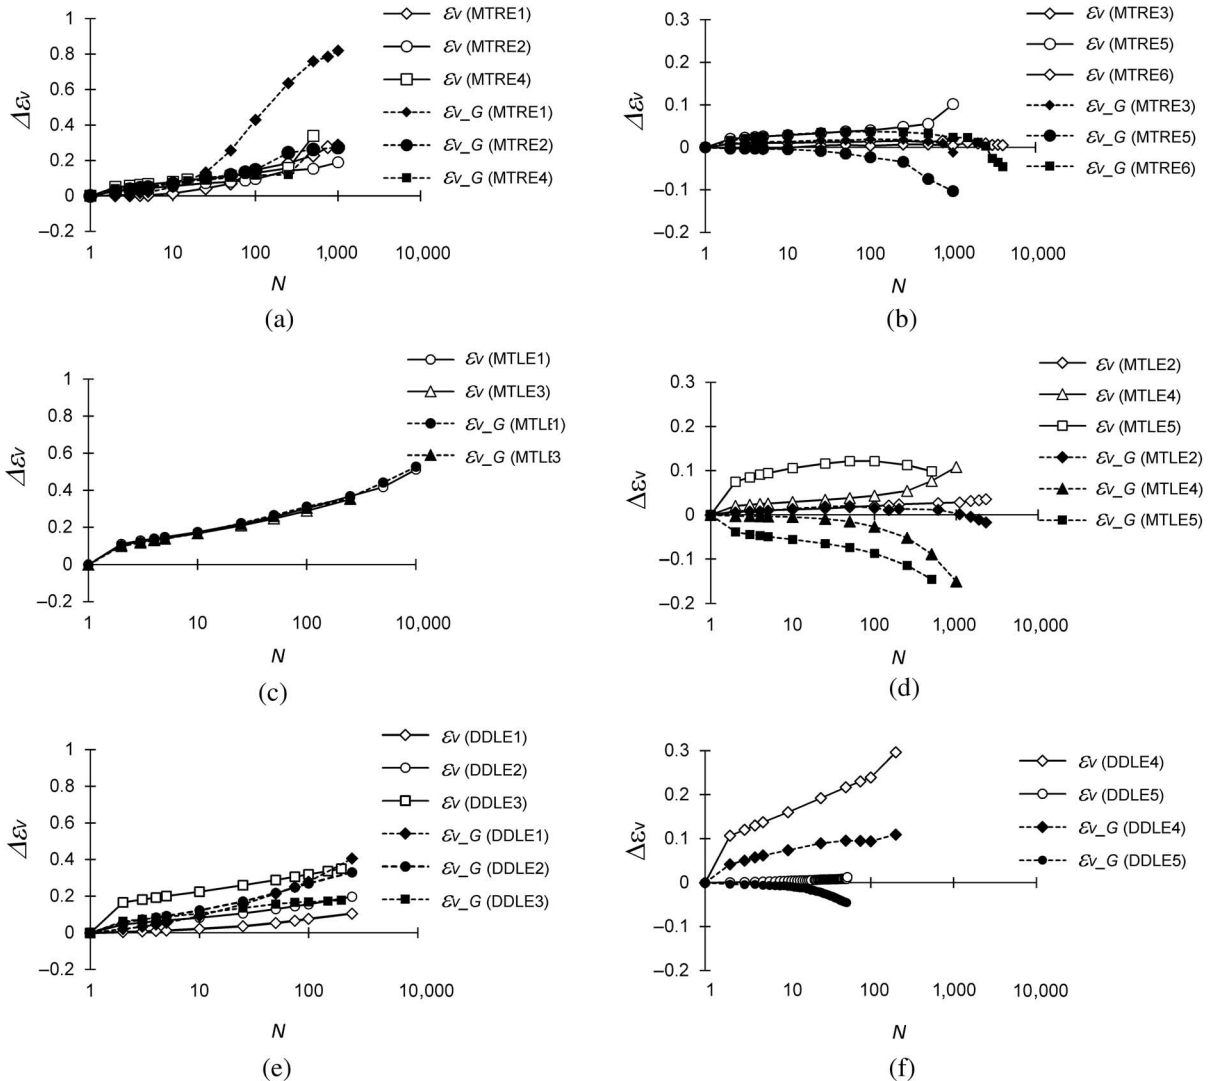 Δεv
1
0.8
0.6
0.4
0.2
0
–0.2
1
10
100
1,000
10,000
N
εv (MTRE1)
εv (MTRE2)
εv (MTRE4)
εv_G (MTRE1)
εv_G (MTRE2)
εv_G (MTRE4)
(a)
Δεv
0.3
0.2
0.1
0
–0.1
–0.2
1
10
100
1,000
10,000
N
εv (MTRE3)
εv (MTRE5)
εv (MTRE6)
εv_G (MTRE3)
εv_G (MTRE5)
εv_G (MTRE6)
(b)
Δεv
1
0.8
0.6
0.4
0.2
0
–0.2
1
10
100
10,000
N
εv (MTLE1)
εv (MTLE3)
εv_G (MTLE1)
εv_G (MTLE3
(c)
Δεv
0.3
0.2
0.1
0
–0.1
–0.2
1
10
100
1,000
10,000
N
εv (MTLE2)
εv (MTLE4)
εv (MTLE5)
εv_G (MTLE2)
εv_G (MTLE4)
εv_G (MTLE5)
(d)
Δεv
1
0.8
0.6
0.4
0.2
0
–0.2
1
10
100
10,000
N
εv (DDLE1)
εv (DDLE2)
εv (DDLE3)
εv_G (DDLE1)
εv_G (DDLE2)
εv_G (DDLE3)
(e)
Δεv
0.3
0.2
0.1
0
–0.1
–0.2
1
10
100
1,000
10,000
N
εv (DDLE4)
εv (DDLE5)
εv_G (DDLE4)
εv_G (DDLE5)
(f)